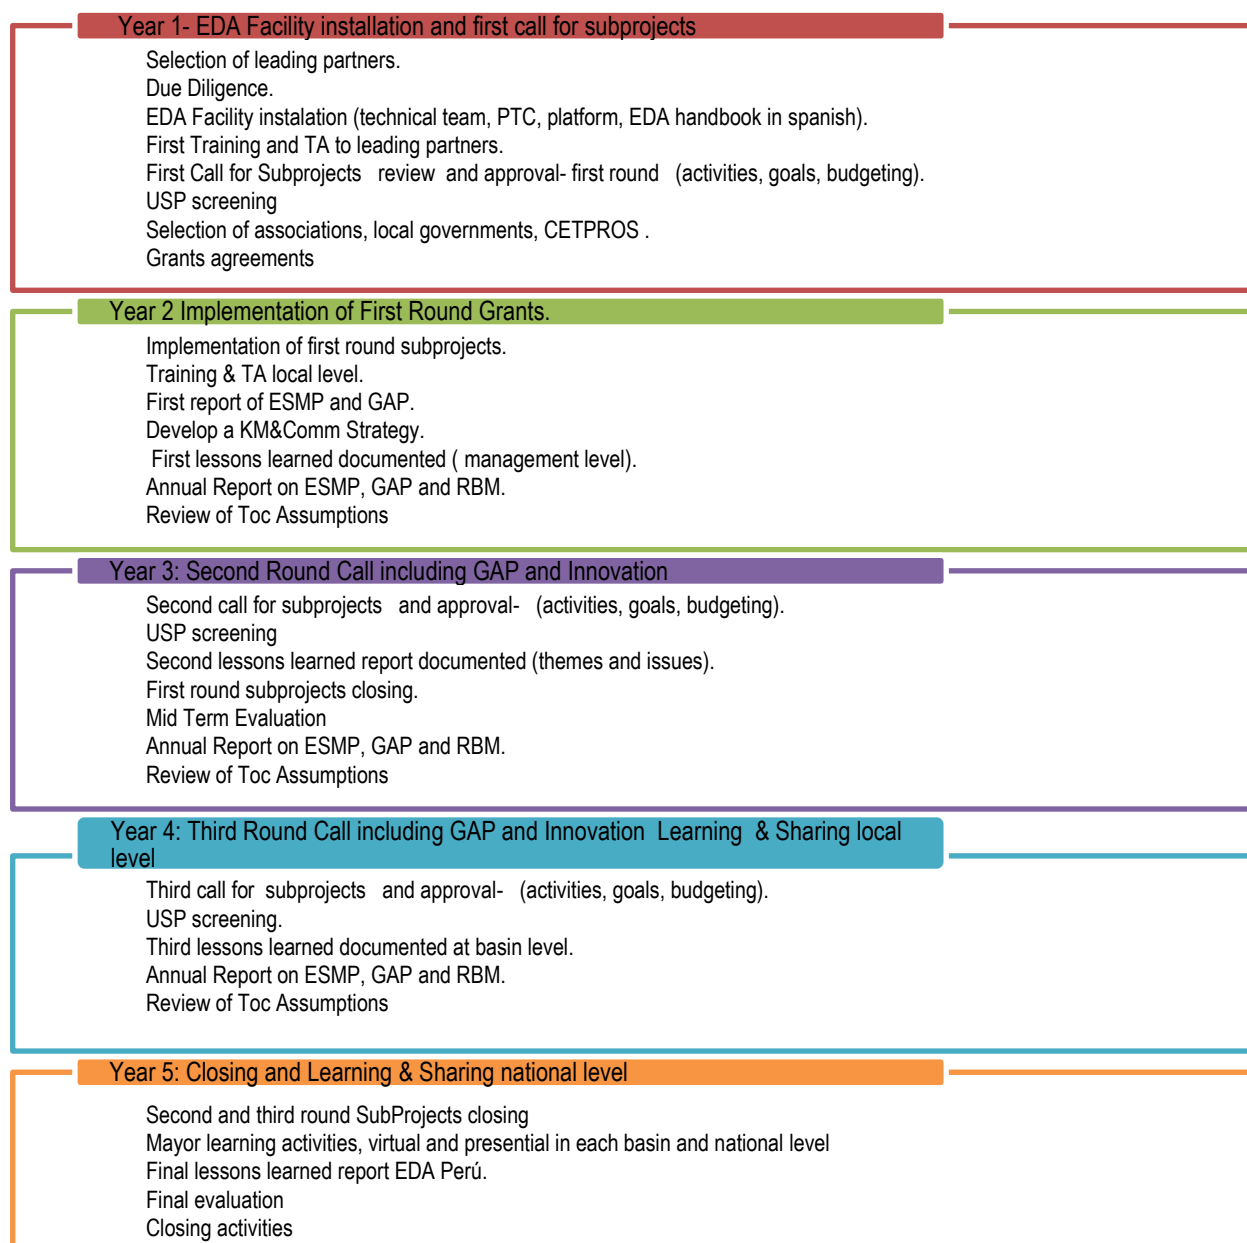 Year 1- EDA Facility installation and first call for subprojects
Selection of leading partners.
Due Diligence.
EDA Facility instalation (technical team, PTC, platform, EDA handbook in spanish).
First Training and TA to leading partners.
First Call for Subprojects review and approval- first round (activities, goals, budgeting).
USP screening
Selection of associations, local governments, CETPROS .
Grants agreements
Year 2 Implementation of First Round Grants.
Implementation of first round subprojects.
Training & TA local level.
First report of ESMP and GAP.
Develop a KM&Comm Strategy.
First lessons learned documented ( management level).
Annual Report on ESMP, GAP and RBM.
Review of Toc Assumptions
Year 3: Second Round Call including GAP and Innovation
Second call for subprojects and approval- (activities, goals, budgeting).
USP screening
Second lessons learned report documented (themes and issues).
First round subprojects closing.
Mid Term Evaluation
Annual Report on ESMP, GAP and RBM.
Review of Toc Assumptions
Year 4: Third Round Call including GAP and Innovation Learning & Sharing local
level
Third call for subprojects and approval- (activities, goals, budgeting).
USP screening.
Third lessons learned documented at basin level.
Annual Report on ESMP, GAP and RBM.
Review of Toc Assumptions
Year 5: Closing and Learning & Sharing national level
Second and third round SubProjects closing
Mayor learning activities, virtual and presential in each basin and national level
Final lessons learned report EDA Perú.
Final evaluation
Closing activities